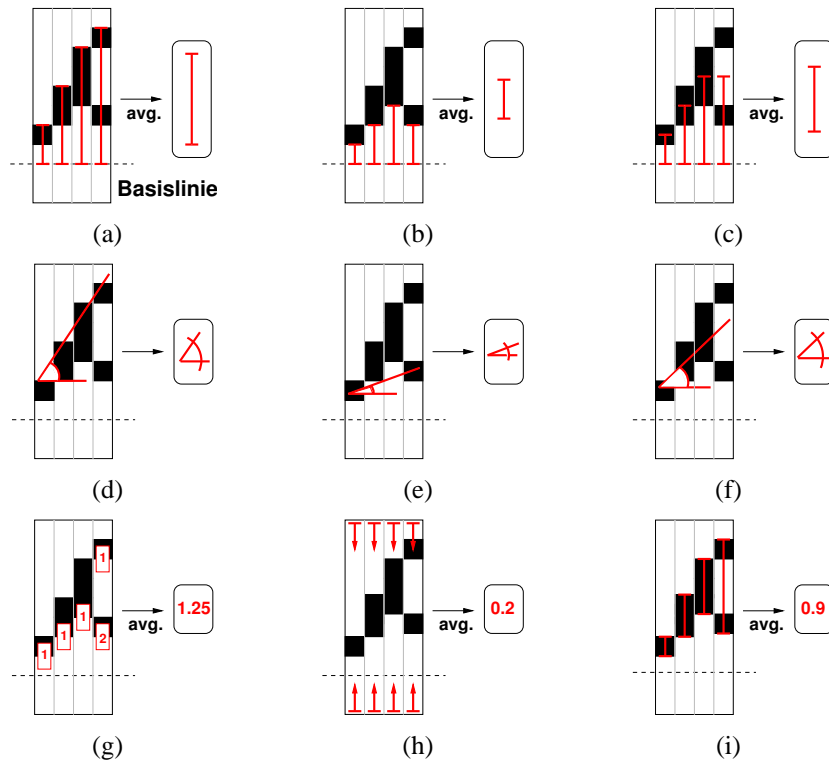 avg.
avg.
avg.
Basislinie
(a)
(b)
(c)
(d)
(e)
(f)
1
1
1
1
2
avg.
1.25
avg.
0.2
avg.
0.9
(g)
(h)
(i)